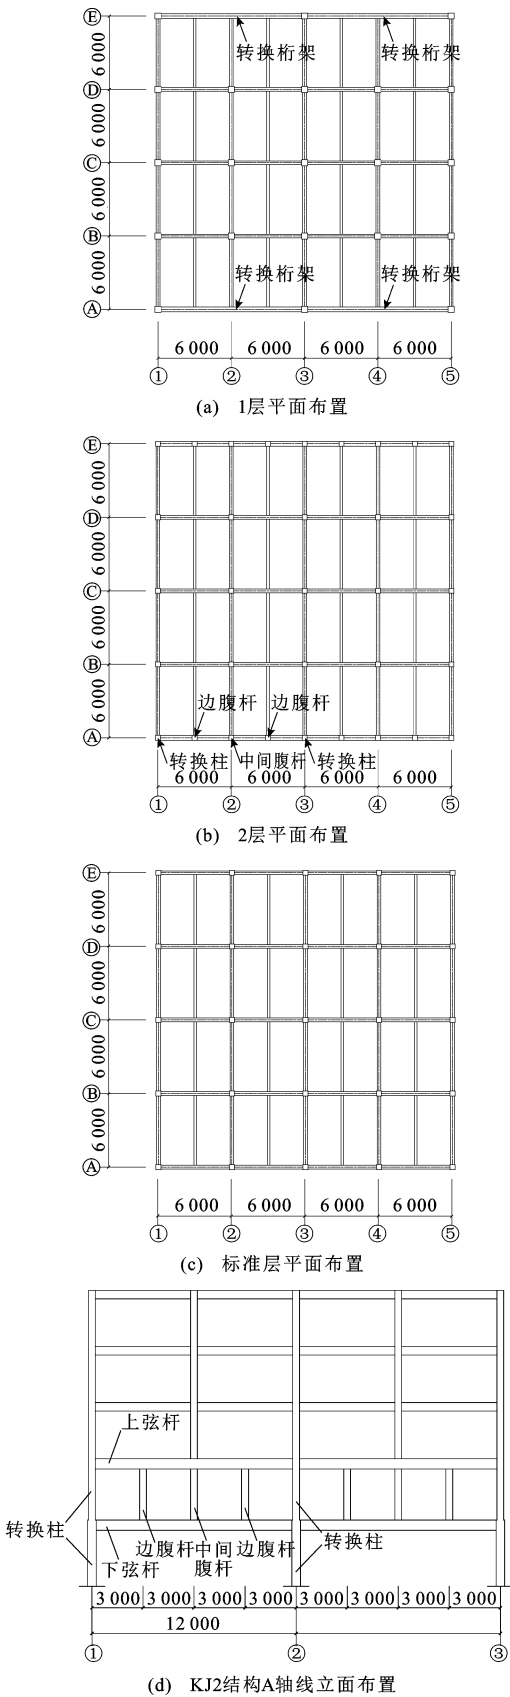 Ⓔ
转换桁架 转换桁架
6 000
Ⓓ
6 000
Ⓒ
6 000
Ⓑ
转换桁架 转换桁架
6 000
Ⓐ
6 000 6 000 6 000 6 000
① ② ③ ④ ⑤
(a) 1层平面布置
Ⓔ
6 000
Ⓓ
6 000
Ⓒ
6 000
Ⓑ
6 000
边腹杆 边腹杆
Ⓐ
转换柱 中间腹杆 转换柱
6 000 6 000 6 000 6 000
① ② ③ ④ ⑤
(b) 2层平面布置
Ⓔ
6 000
Ⓓ
6 000
Ⓒ
6 000
Ⓑ
6 000
Ⓐ
6 000 6 000 6 000 6 000
① ② ③ ④ ⑤
(c) 标准层平面布置
上弦杆
转换柱 转换柱
边腹杆 中间腹杆 边腹杆
下弦杆
3 000 3 000 3 000 3 000 3 000 3 000 3 000 3 000
12 000
① ② ③
(d) KJ2结构A轴线立面布置